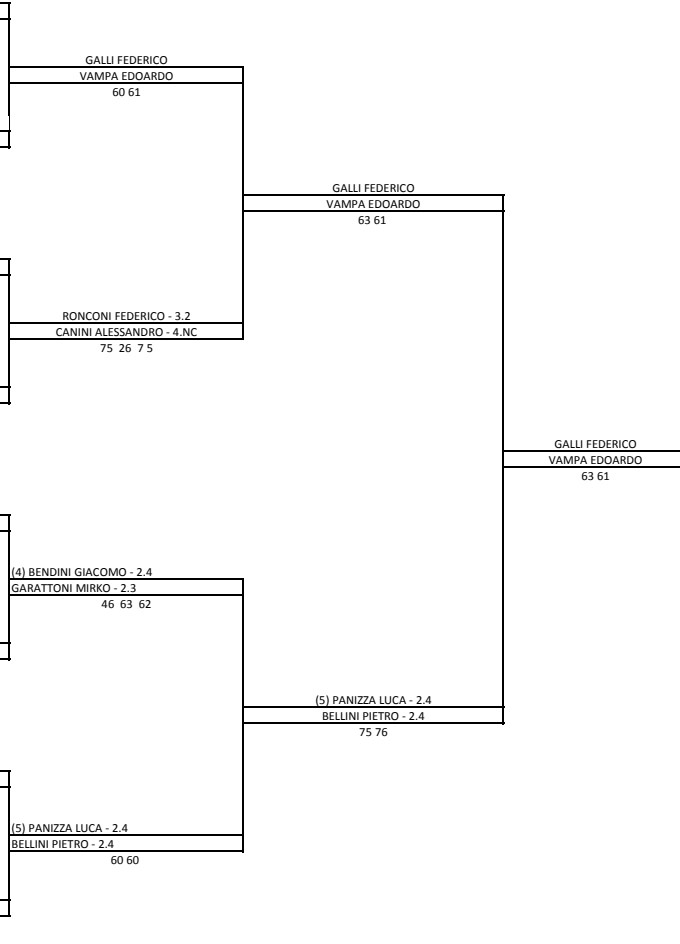 GALLI FEDERICO
VAMPA EDOARDO
60 61
GALLI FEDERICO
VAMPA EDOARDO
63 61
RONCONI FEDERICO - 3.2
CANINI ALESSANDRO - 4.NC
75 26 7 5
GALLI FEDERICO
VAMPA EDOARDO
63 61
(4) BENDINI GIACOMO - 2.4
GARATTONI MIRKO - 2.3
46 63 62
(5) PANIZZA LUCA - 2.4
BELLINI PIETRO - 2.4
75 76
(5) PANIZZA LUCA - 2.4
BELLINI PIETRO - 2.4
60 60